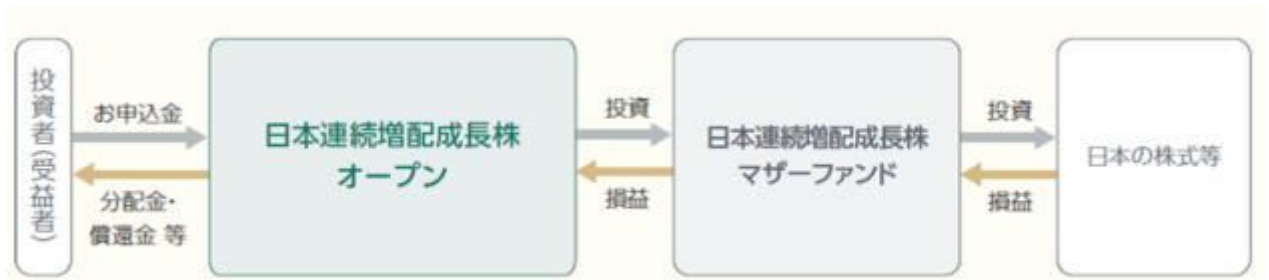 投資者(受益者)
お申込金
分配金・
償還金 等
日本連続増配成長株
オープン
投資
損益
日本連続増配成長株
マザーファンド
投資
損益
日本の株式等